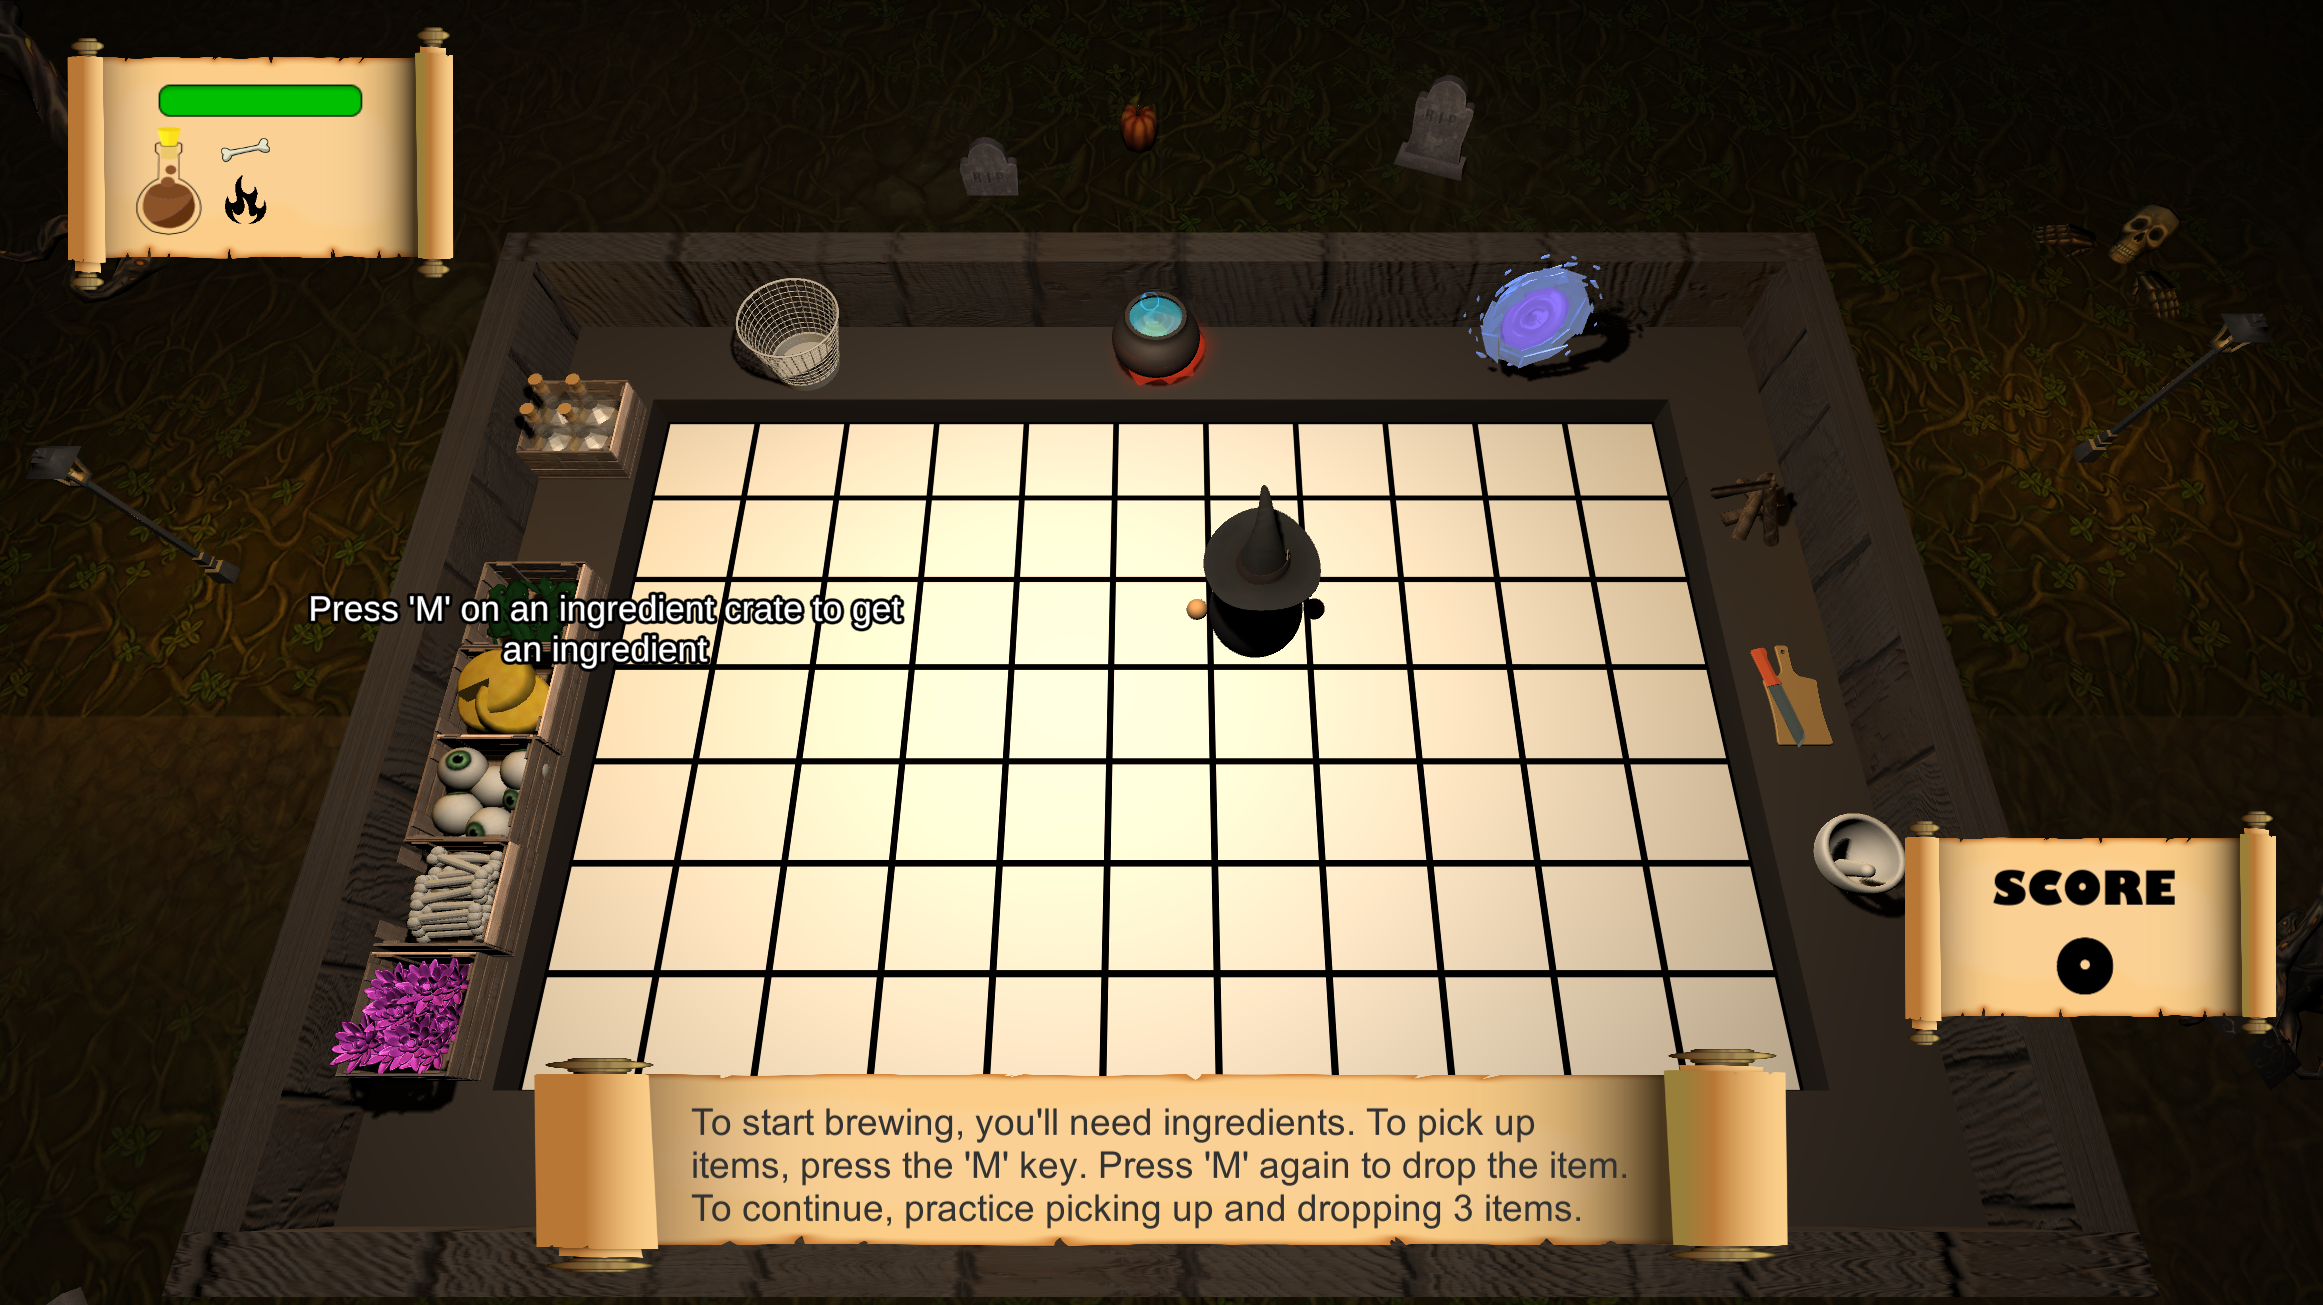 RIP
RIP
Press 'M' on an ingredient crate to get
an ingredient
SCORE
0
To start brewing, you'll need ingredients. To pick up
items, press the 'M' key. Press 'M' again to drop the item.
To continue, practice picking up and dropping 3 items.